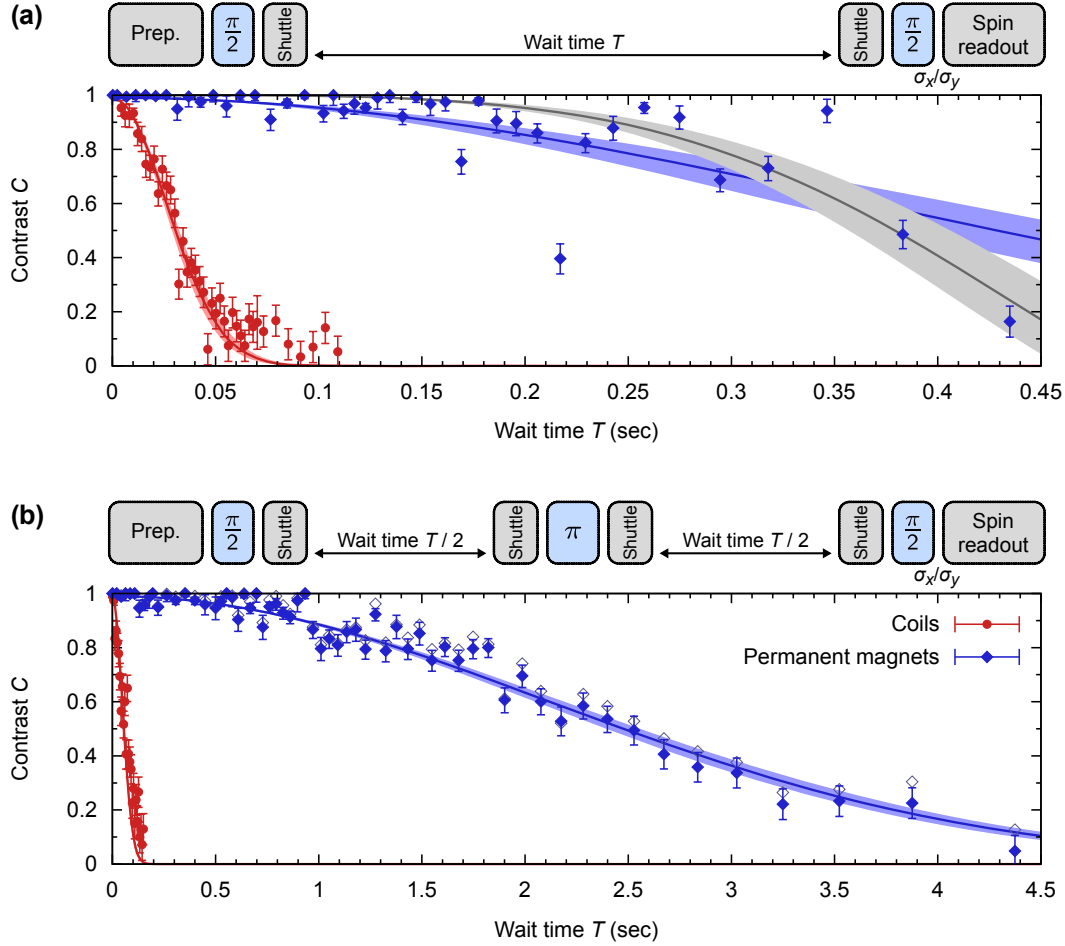 (a)
Prep.
π/2
Shuttle
Wait time T
Shuttle
π/2
Spin readout
σx/σy
1
0.8
0.6
0.4
0.2
0
Contrast C
0
0.05
0.1
0.15
0.2
0.25
0.3
0.35
0.4
0.45
Wait time T (sec)
(b)
Prep.
π/2
Shuttle
Wait time T / 2
Shuttle
π
Shuttle
Wait time T / 2
Shuttle
π/2
Spin readout
σx/σy
1
0.8
0.6
0.4
0.2
0
Contrast C
Coils
Permanent magnets
0
0.5
1
1.5
2
2.5
3
3.5
4
4.5
Wait time T (sec)